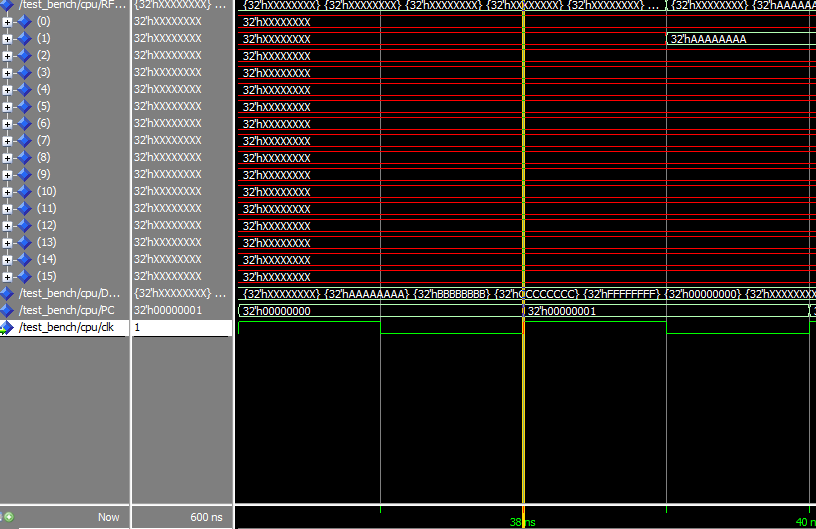 /test_bench/cpu/RF... {32'hXXXXXXXX} ... {32'hXXXXXXXX} {32'hXXXXXXXX} {32'hXXXXXXXX} {32'hXXXXXXXX} {32'hXXXXXXXX} ... {32'hXXXXXXXX} {32'hAAAAAA
(0) 32'hXXXXXXXX 32'hXXXXXXXX
(1) 32'hXXXXXXXX 32'hXXXXXXXX 32'hAAAAAAAA
(2) 32'hXXXXXXXX 32'hXXXXXXXX
(3) 32'hXXXXXXXX 32'hXXXXXXXX
(4) 32'hXXXXXXXX 32'hXXXXXXXX
(5) 32'hXXXXXXXX 32'hXXXXXXXX
(6) 32'hXXXXXXXX 32'hXXXXXXXX
(7) 32'hXXXXXXXX 32'hXXXXXXXX
(8) 32'hXXXXXXXX 32'hXXXXXXXX
(9) 32'hXXXXXXXX 32'hXXXXXXXX
(10) 32'hXXXXXXXX 32'hXXXXXXXX
(11) 32'hXXXXXXXX 32'hXXXXXXXX
(12) 32'hXXXXXXXX 32'hXXXXXXXX
(13) 32'hXXXXXXXX 32'hXXXXXXXX
(14) 32'hXXXXXXXX 32'hXXXXXXXX
(15) 32'hXXXXXXXX 32'hXXXXXXXX
/test_bench/cpu/D... {32'hXXXXXXXX} ... {32'hXXXXXXXX} {32'hAAAAAAAA} {32'hBBBBBBBB} {32'hCCCCCCCC} {32'hFFFFFFFF} {32'h00000000} {32'hXXXXXXXX
/test_bench/cpu/PC 32'h00000001 32'h00000000 32'h00000001
/test_bench/cpu/clk 1
Now 600 ns 38 ns 40 n